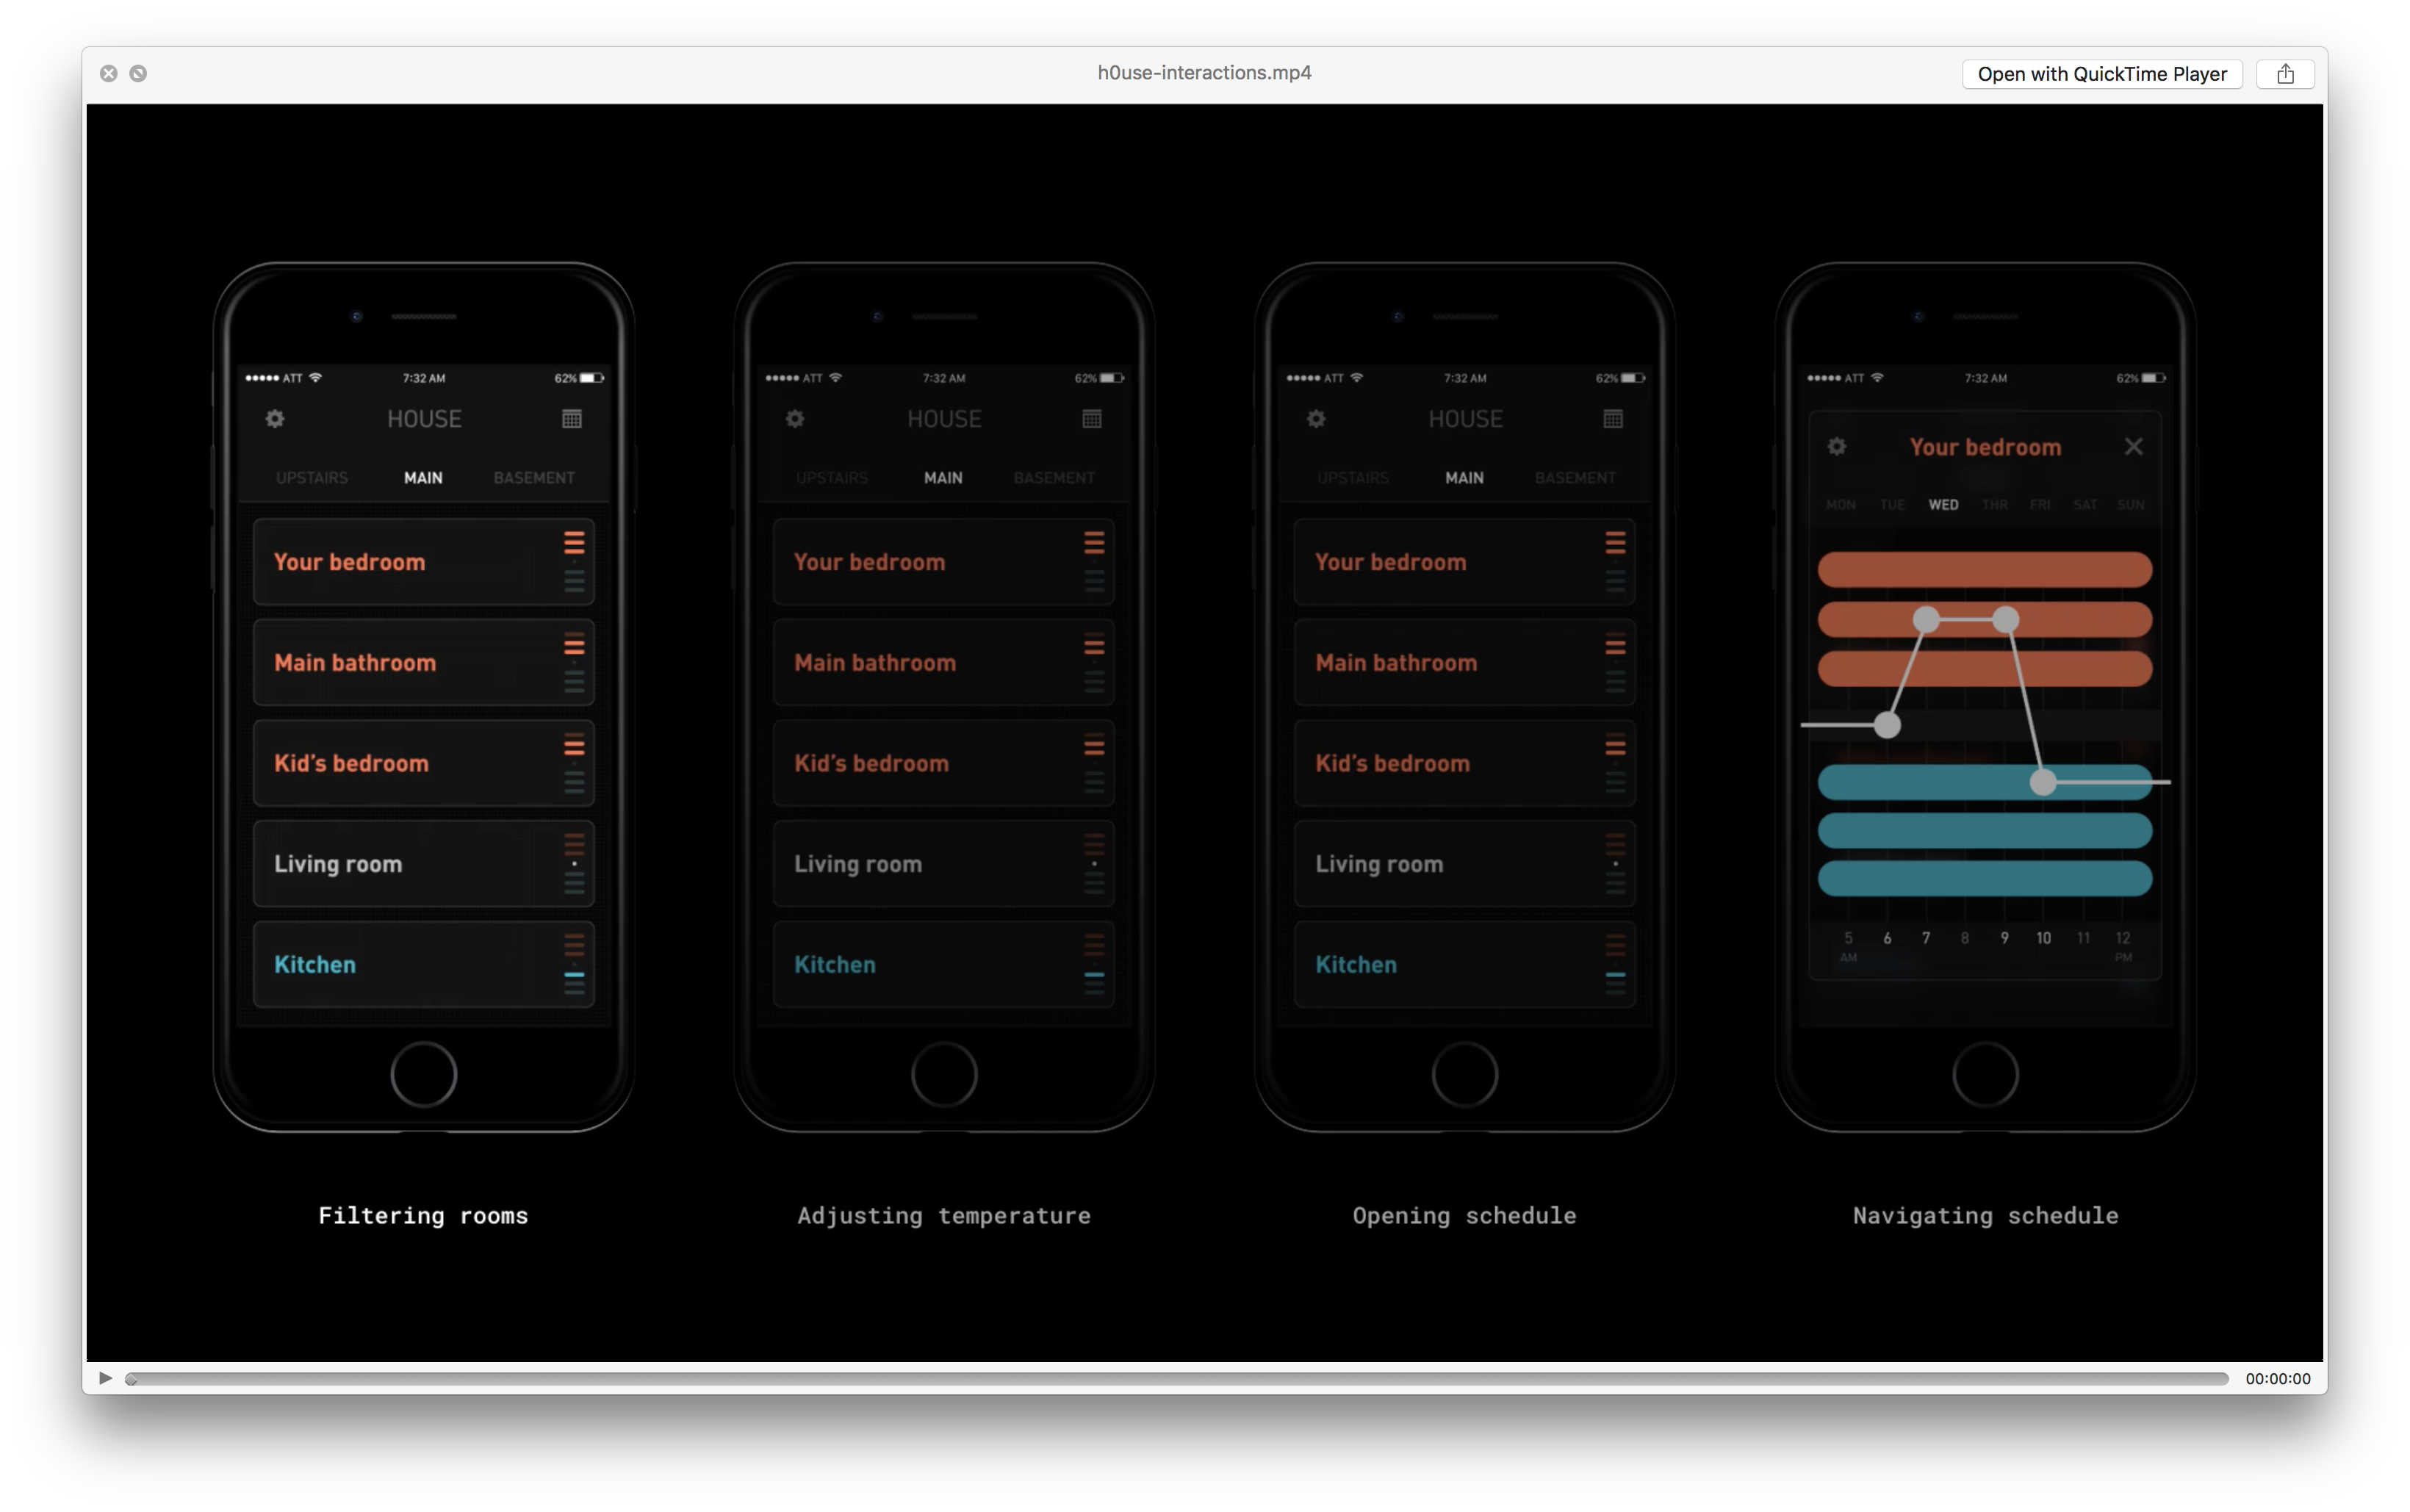 h0use-interactions.mp4
Open with QuickTime Player
ATT 7:32 AM 62%
HOUSE
UPSTAIRS MAIN BASEMENT
Your bedroom
Main bathroom
Kid's bedroom
Living room
Kitchen
Filtering rooms
ATT 7:32 AM 62%
HOUSE
UPSTAIRS MAIN BASEMENT
Your bedroom
Main bathroom
Kid's bedroom
Living room
Kitchen
Adjusting temperature
ATT 7:32 AM 62%
HOUSE
UPSTAIRS MAIN BASEMENT
Your bedroom
Main bathroom
Kid's bedroom
Living room
Kitchen
Opening schedule
ATT 7:32 AM 62%
Your bedroom
MON TUE WED THR FRI SAT SUN
5 6 7 8 9 10 11 12
AM PM
Navigating schedule
00:00:00